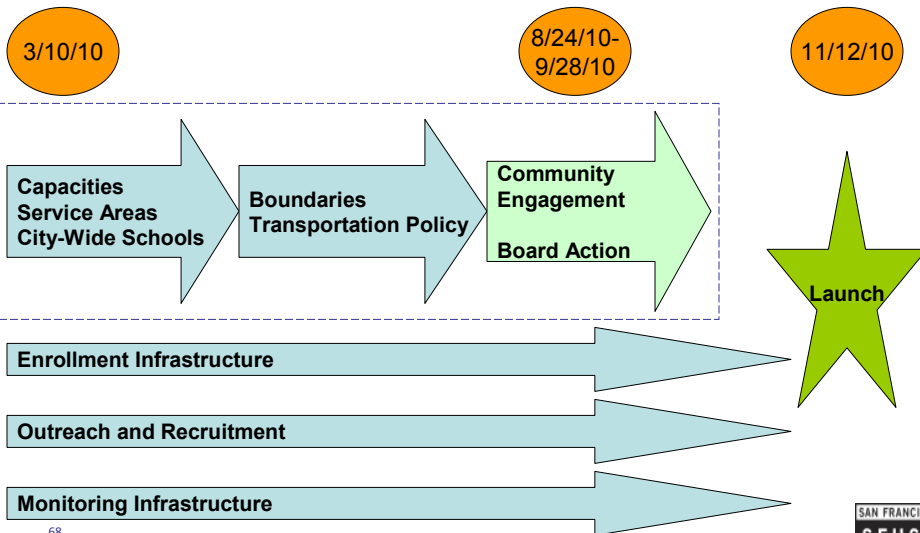 3/10/10
8/24/10-
9/28/10
11/12/10
Capacities
Service Areas
City-Wide Schools
Boundaries
Transportation Policy
Community
Engagement
Board Action
Launch
Enrollment Infrastructure
Outreach and Recruitment
Monitoring Infrastructure
68
SAN FRANCI